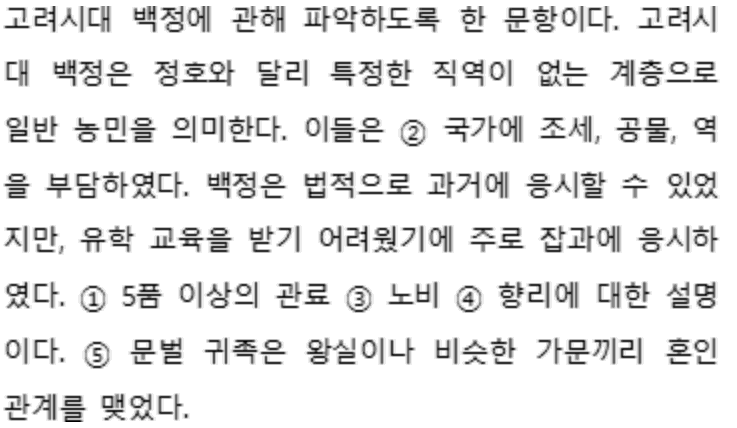 고려시대 백정에 관해 파악하도록 한 문항이다. 고려시
대 백정은 정호와 달리 특정한 직역이 없는 계층으로
일반 농민을 의미한다. 이들은 ② 국가에 조세, 공물, 역
을 부담하였다. 백정은 법적으로 과거에 응시할 수 있었
지만, 유학 교육을 받기 어려웠기에 주로 잡과에 응시하
였다. ① 5품 이상의 관료 ③ 노비 ④ 향리에 대한 설명
이다. ⑤ 문벌 귀족은 왕실이나 비슷한 가문끼리 혼인
관계를 맺었다.